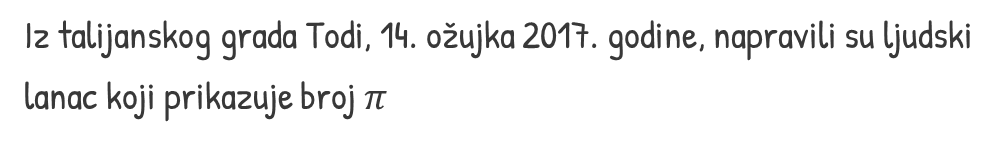 Iz talijanskog grada Todi, 14. ožujka 2017. godine, napravili su ljudski
lanac koji prikazuje broj π